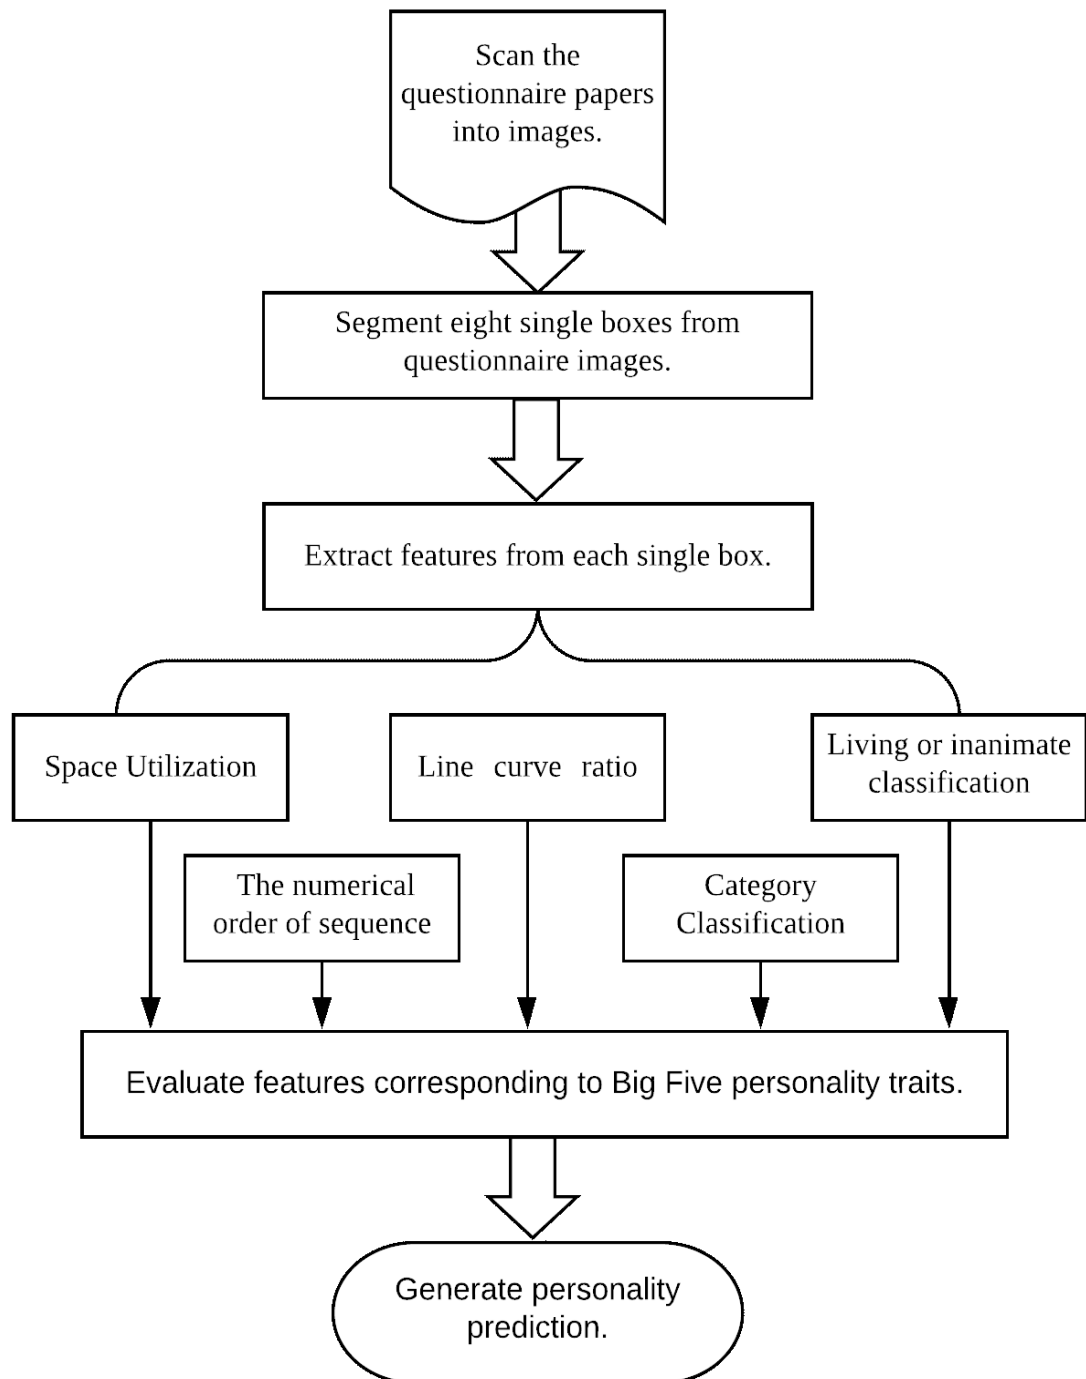 Scan the
questionnaire papers
into images.
Segment eight single boxes from
questionnaire images.
Extract features from each single box.
Space Utilization
Line curve ratio
Living or inanimate
classification
The numerical
order of sequence
Category
Classification
Evaluate features corresponding to Big Five personality traits.
Generate personality
prediction.